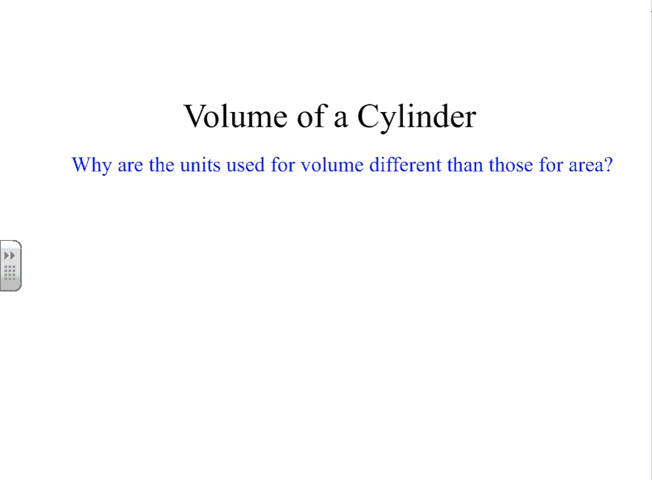 Volume of a Cylinder
Why are the units used for volume different than those for area?